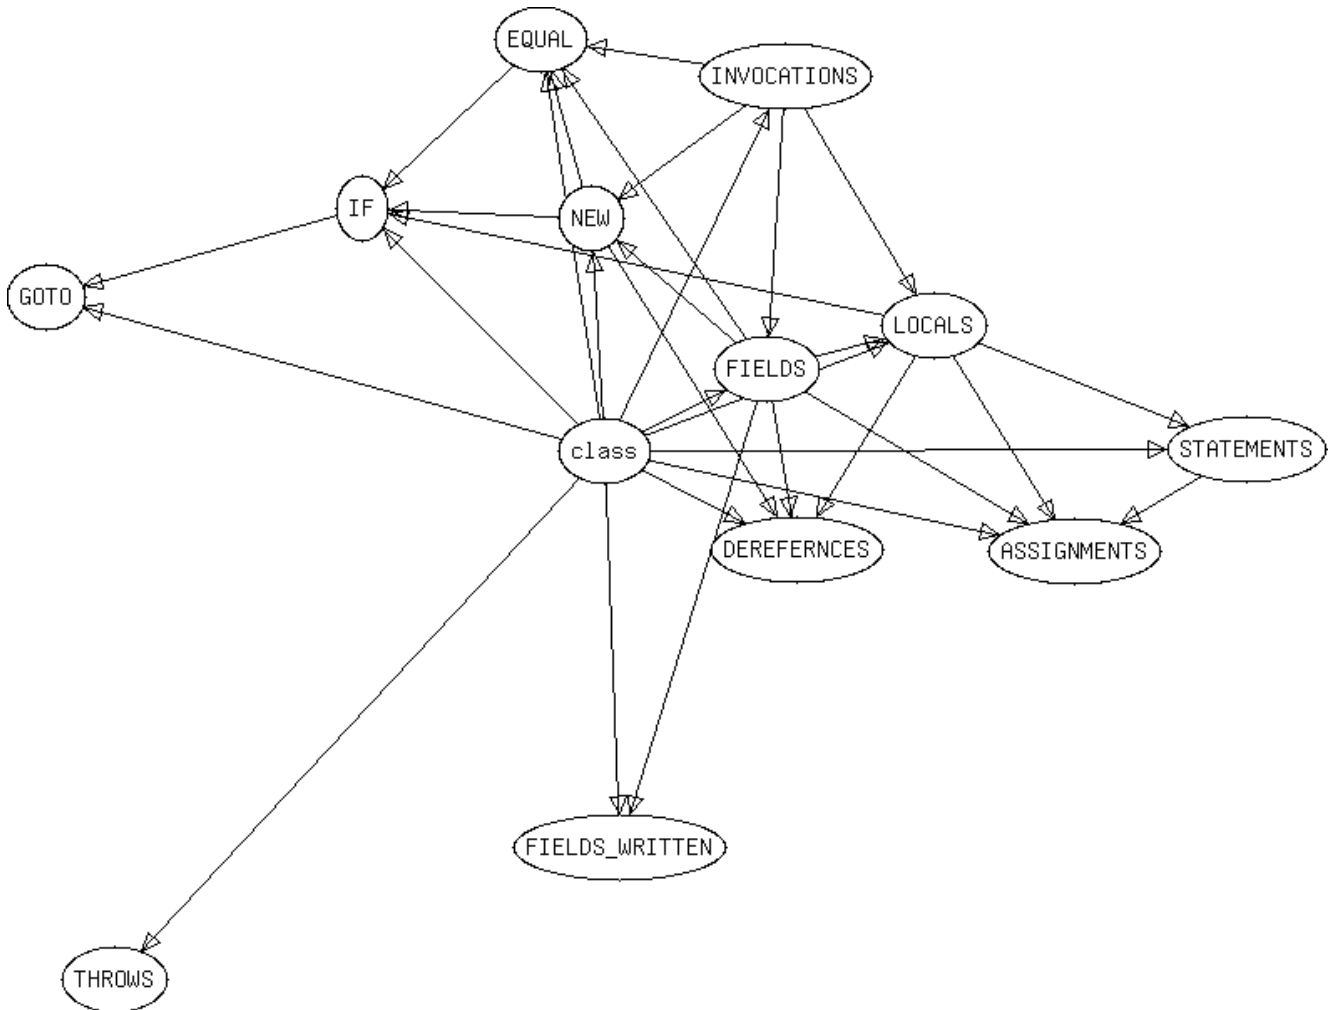 EQUAL
INVOCATIONS
IF
NEW
GOTO
LOCALS
FIELDS
class
STATEMENTS
DEREFERNCES
ASSIGNMENTS
FIELDS_WRITTEN
THROWS